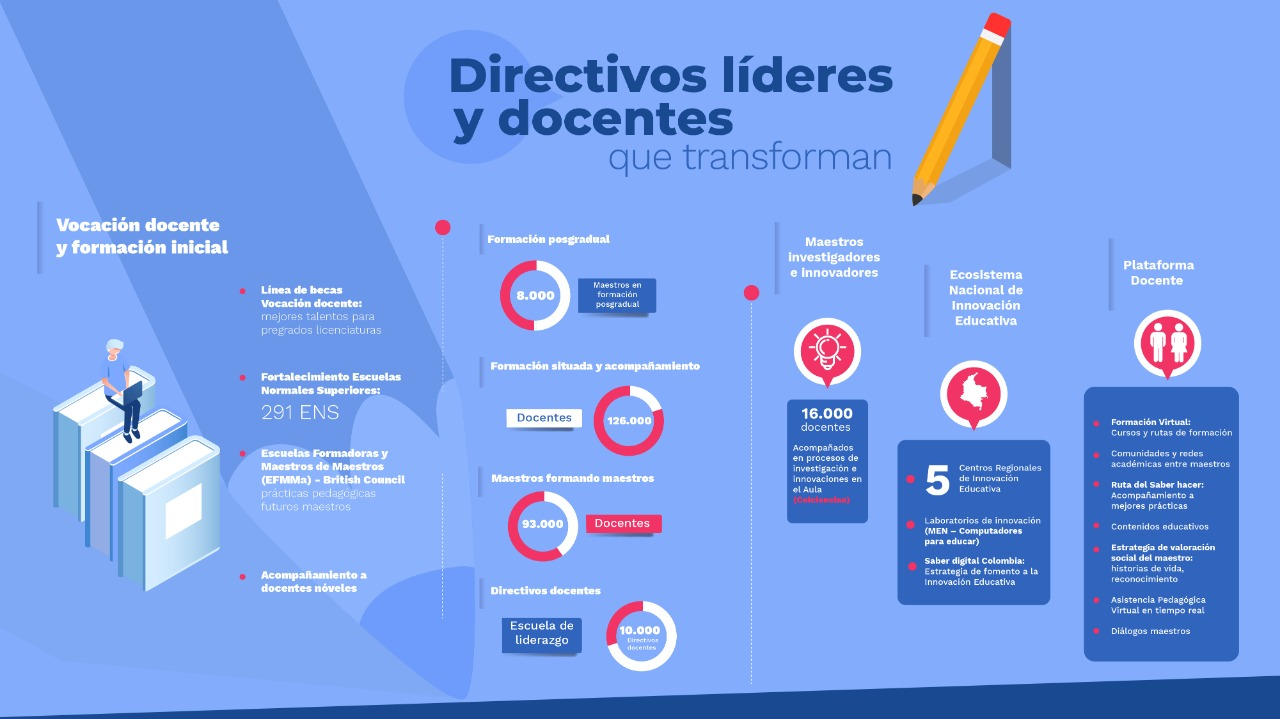 Directivos líderes
y docentes
que transforman
Vocación docente
y formación inicial
Línea de becas
Vocación docente:
mejores talentos para
pregrados licenciaturas
Fortalecimiento Escuelas
Normales Superiores:
291 ENS
Escuelas Formadoras y
Maestros de Maestros
(EFMMa) - British Council
prácticas pedagógicas
futuros maestros
Acompañamiento a
docentes nóveles
Formación posgradual
8.000
Maestros en
formación
posgradual
Formación situada y acompañamiento
Docentes
126.000
Maestros formando maestros
93.000
Docentes
Directivos docentes
Escuela de
liderazgo
10.000
Directivos
docentes
Maestros
investigadores
e innovadores
16.000
docentes
Acompañados
en procesos de
investigación e
innovaciones en
el Aula
(Colciencias)
Ecosistema
Nacional de
Innovación
Educativa
5
Centros Regionales
de Innovación
Educativa
Laboratorios de innovación
(MEN – Computadores
para educar)
Saber digital Colombia:
Estrategia de fomento a la
Innovación Educativa
Plataforma
Docente
Formación Virtual:
Cursos y rutas de formación
Comunidades y redes
académicas entre maestros
Ruta del Saber hacer:
Acompañamiento a
mejores prácticas
Contenidos educativos
Estrategia de valoración
social del maestro:
historias de vida,
reconocimiento
Asistencia Pedagógica
Virtual en tiempo real
Diálogos maestros